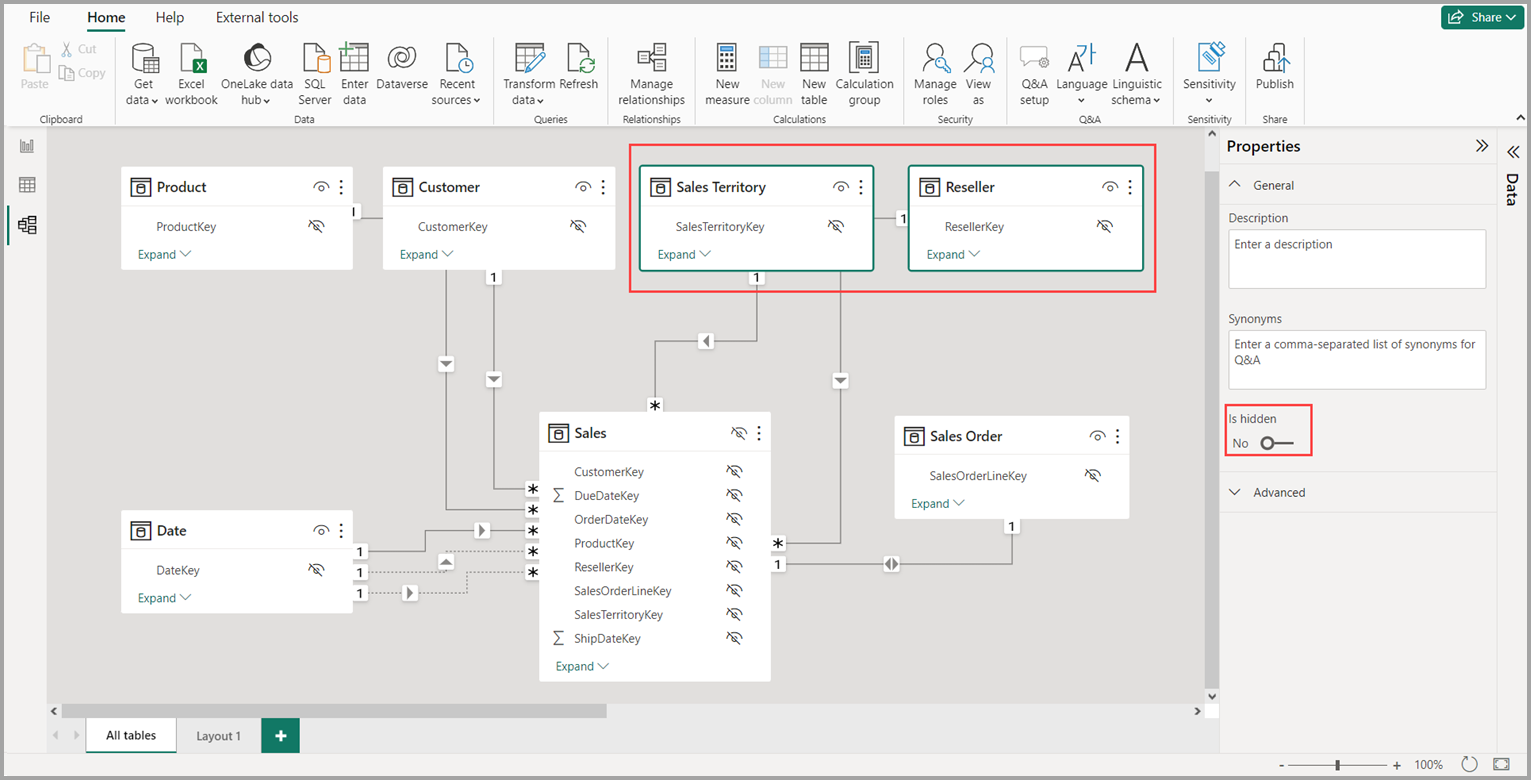 File Home Help External tools
Share
Paste
Cut
Copy
Clipboard
Get data
Excel workbook
OneLake data hub
SQL Server
Enter data
Dataverse
Recent sources
Data
Transform data
Refresh
Queries
Manage relationships
Relationships
New measure
New column
New table
Calculation group
Calculations
Manage roles
View as
Security
Q&A setup
Language
Linguistic schema
Q&A
Sensitivity
Sensitivity
Publish
Share
Product
ProductKey
Expand
1
Customer
CustomerKey
Expand
1
Sales Territory
SalesTerritoryKey
Expand
1
1
Reseller
ResellerKey
Expand
*
Sales
CustomerKey
∑ DueDateKey
OrderDateKey
ProductKey
ResellerKey
SalesOrderLineKey
SalesTerritoryKey
∑ ShipDateKey
Expand
*
*
*
*
*
*
1
Sales Order
SalesOrderLineKey
Expand
1
Date
DateKey
Expand
1
1
1
All tables
Layout 1
+
Properties
General
Description
Enter a description
Synonyms
Enter a comma-separated list of synonyms for
Q&A
Is hidden
No
Advanced
Data
- + 100%